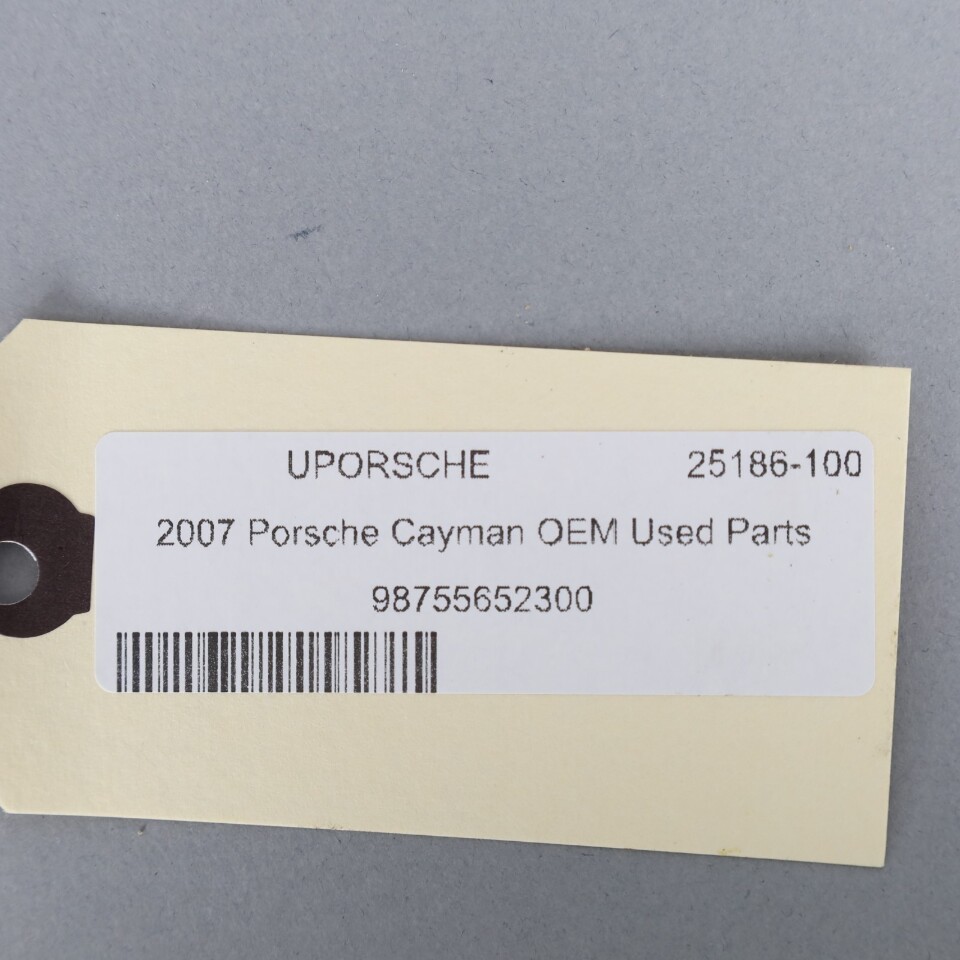 UPORSCHE 25186-100
2007 Porsche Cayman OEM Used Parts
98755652300